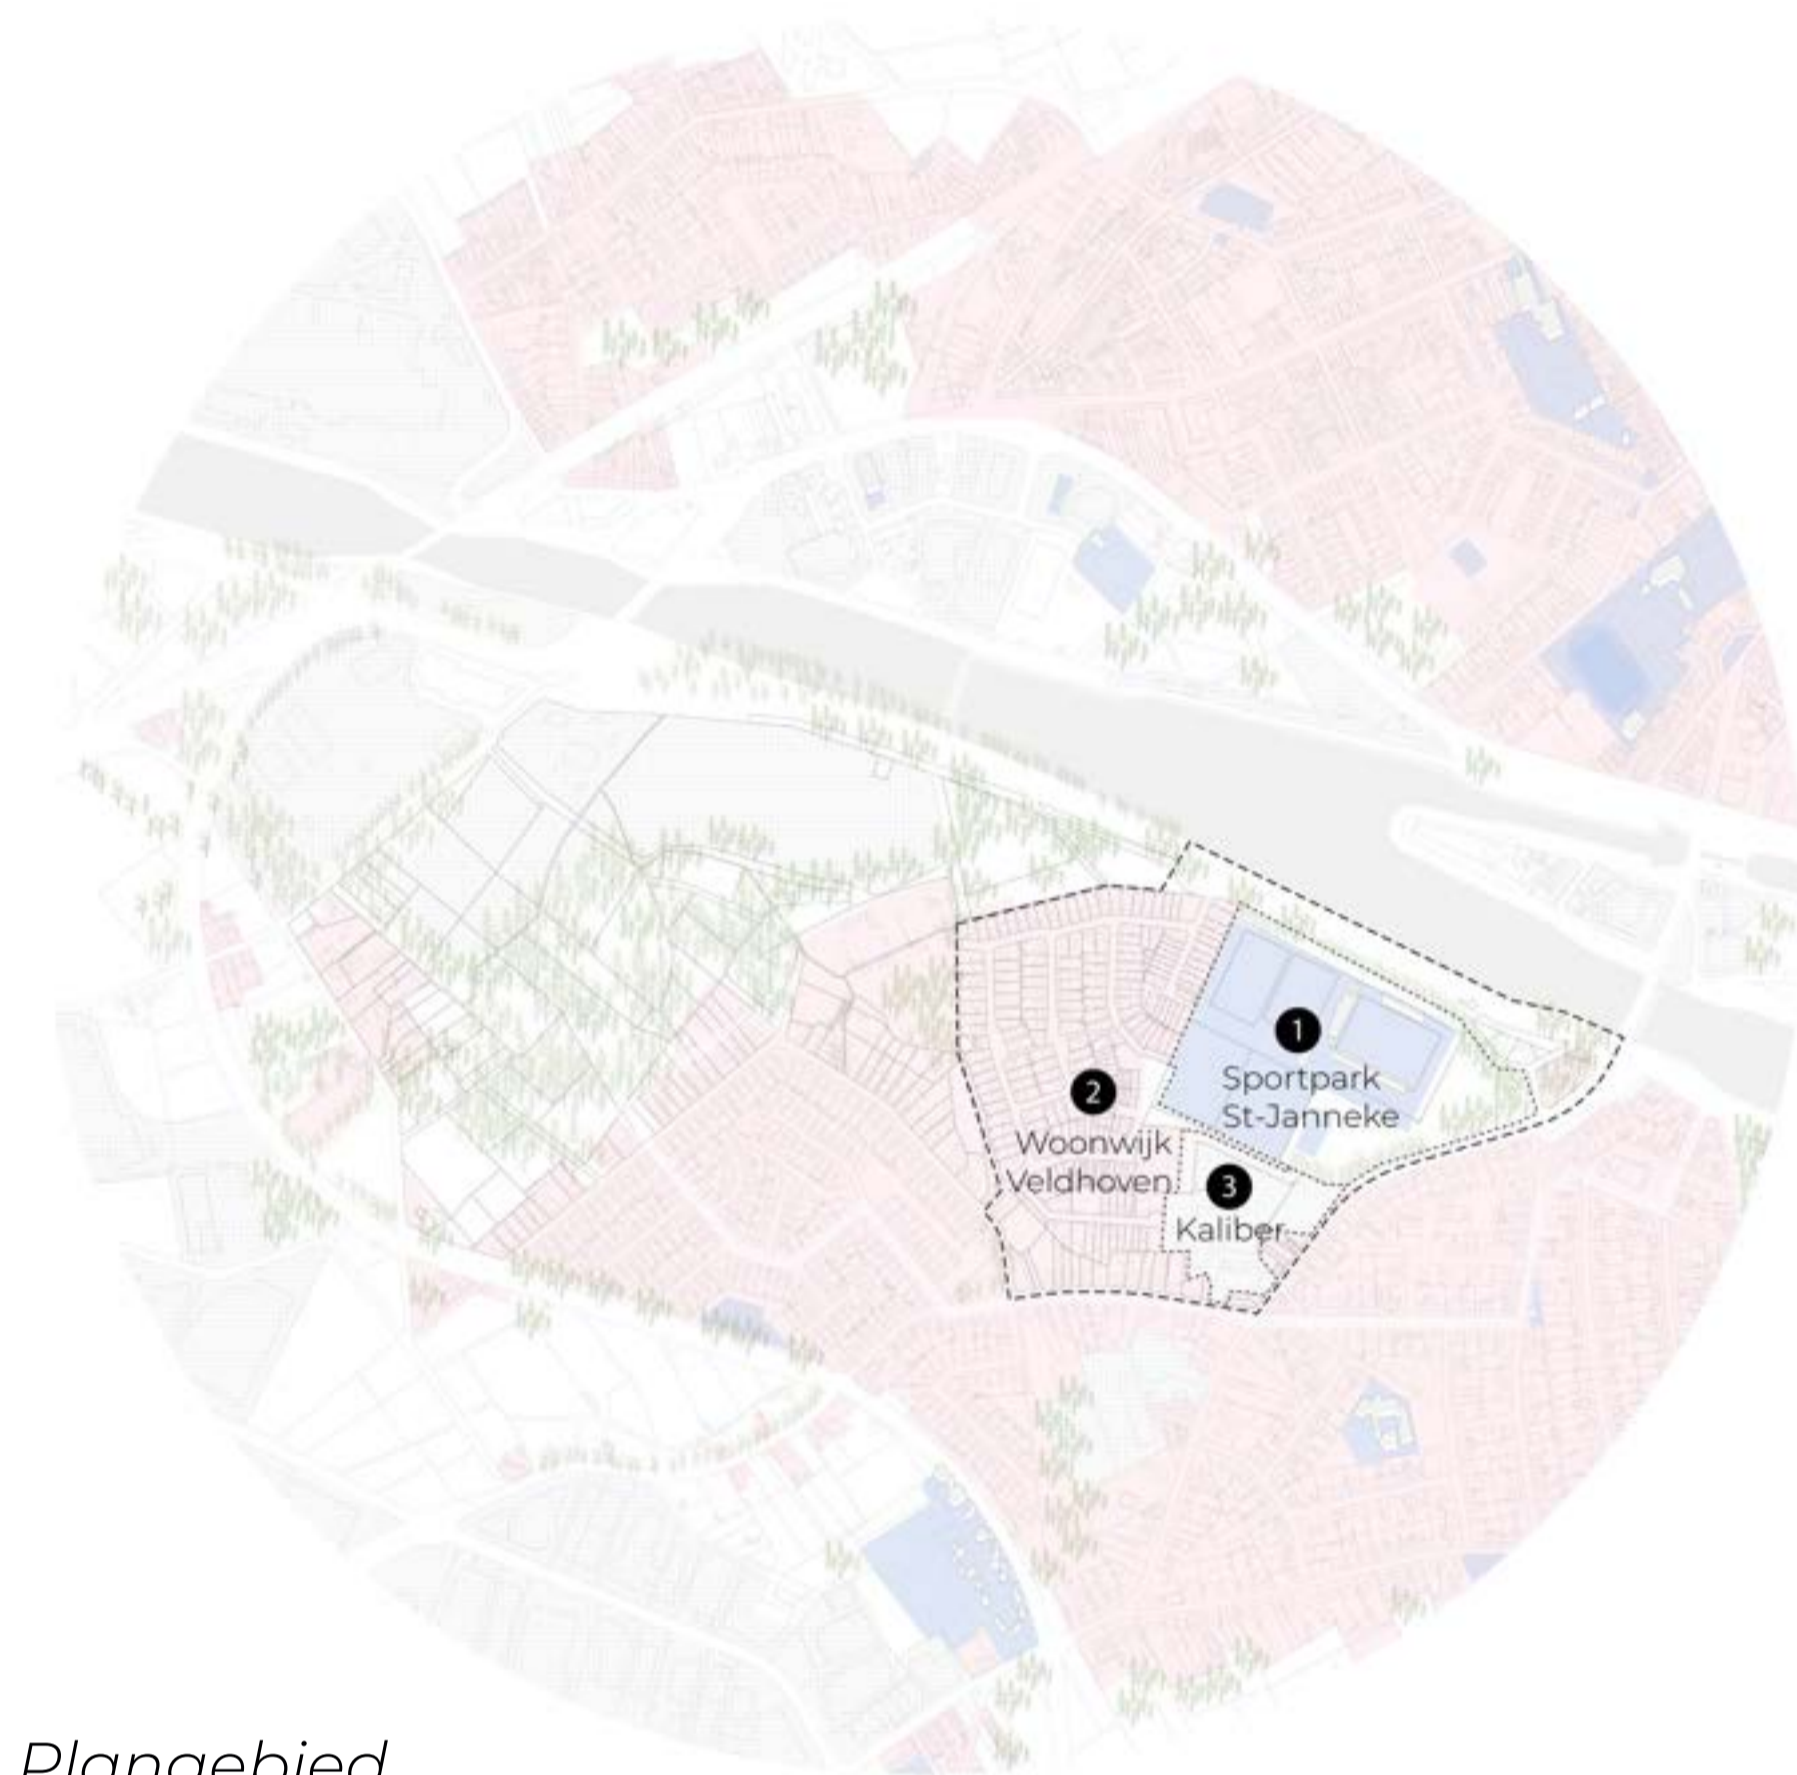 1
Sportpark
St-Janneke
2
Woonwijk
Veldhoven
3
Kaliber
Plangebied